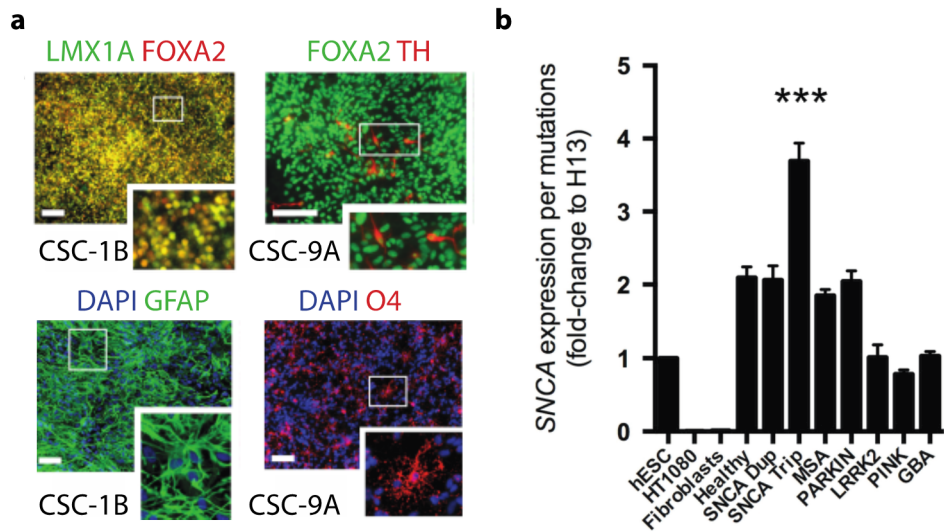 a
LMX1A FOXA2
FOXA2 TH
CSC-1B
CSC-9A
DAPI GFAP
DAPI O4
CSC-1B
CSC-9A
b
SNCA expression per mutations
(fold-change to H13)
5
4
3
2
1
0
***
hESC
HT1080
Fibroblasts
Healthy
SNCA Dup
SNCA Trip
MSA
PARKIN
LRRK2
PINK
GBA